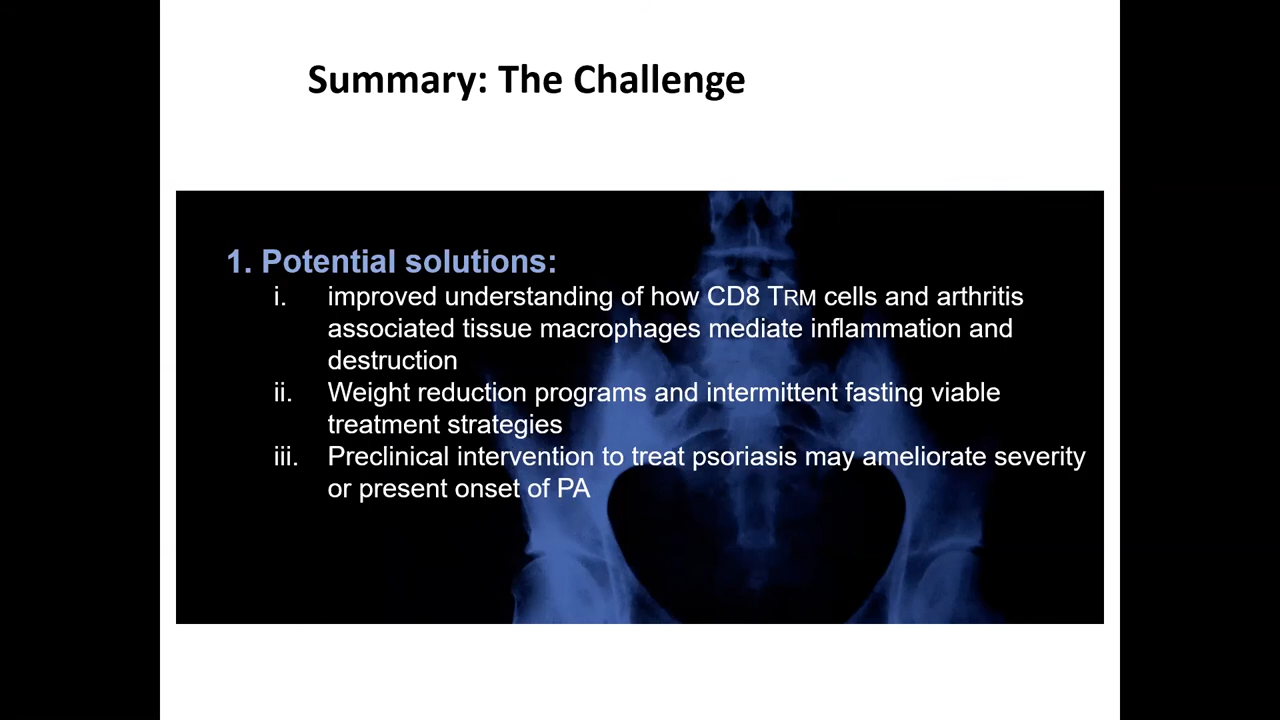 Summary: The Challenge
1. Potential solutions:
i. improved understanding of how CD8 TRM cells and arthritis
associated tissue macrophages mediate inflammation and
destruction
ii. Weight reduction programs and intermittent fasting viable
treatment strategies
iii. Preclinical intervention to treat psoriasis may ameliorate severity
or present onset of PA